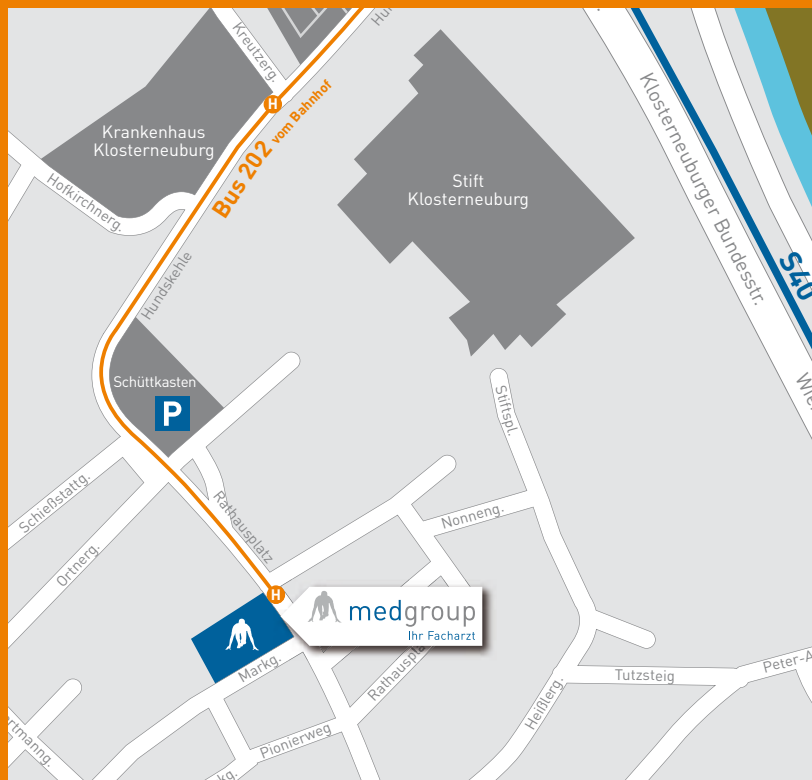 Kreutzerg.
H
Krankenhaus
Klosterneuburg
Bus 202 vom Bahnhof
Klosterneuburger Bundesstr.
Stift
Klosterneuburg
Hofkirchnerg.
S40
Hundskehle
Schüttkasten
P
Stiftspl.
Schießstattg.
Rathausplatz
Nonneng.
Ortnerg.
H
medgroup
Ihr Facharzt
Markg.
Tutzsteig
Heißlerg.
Pionierweg